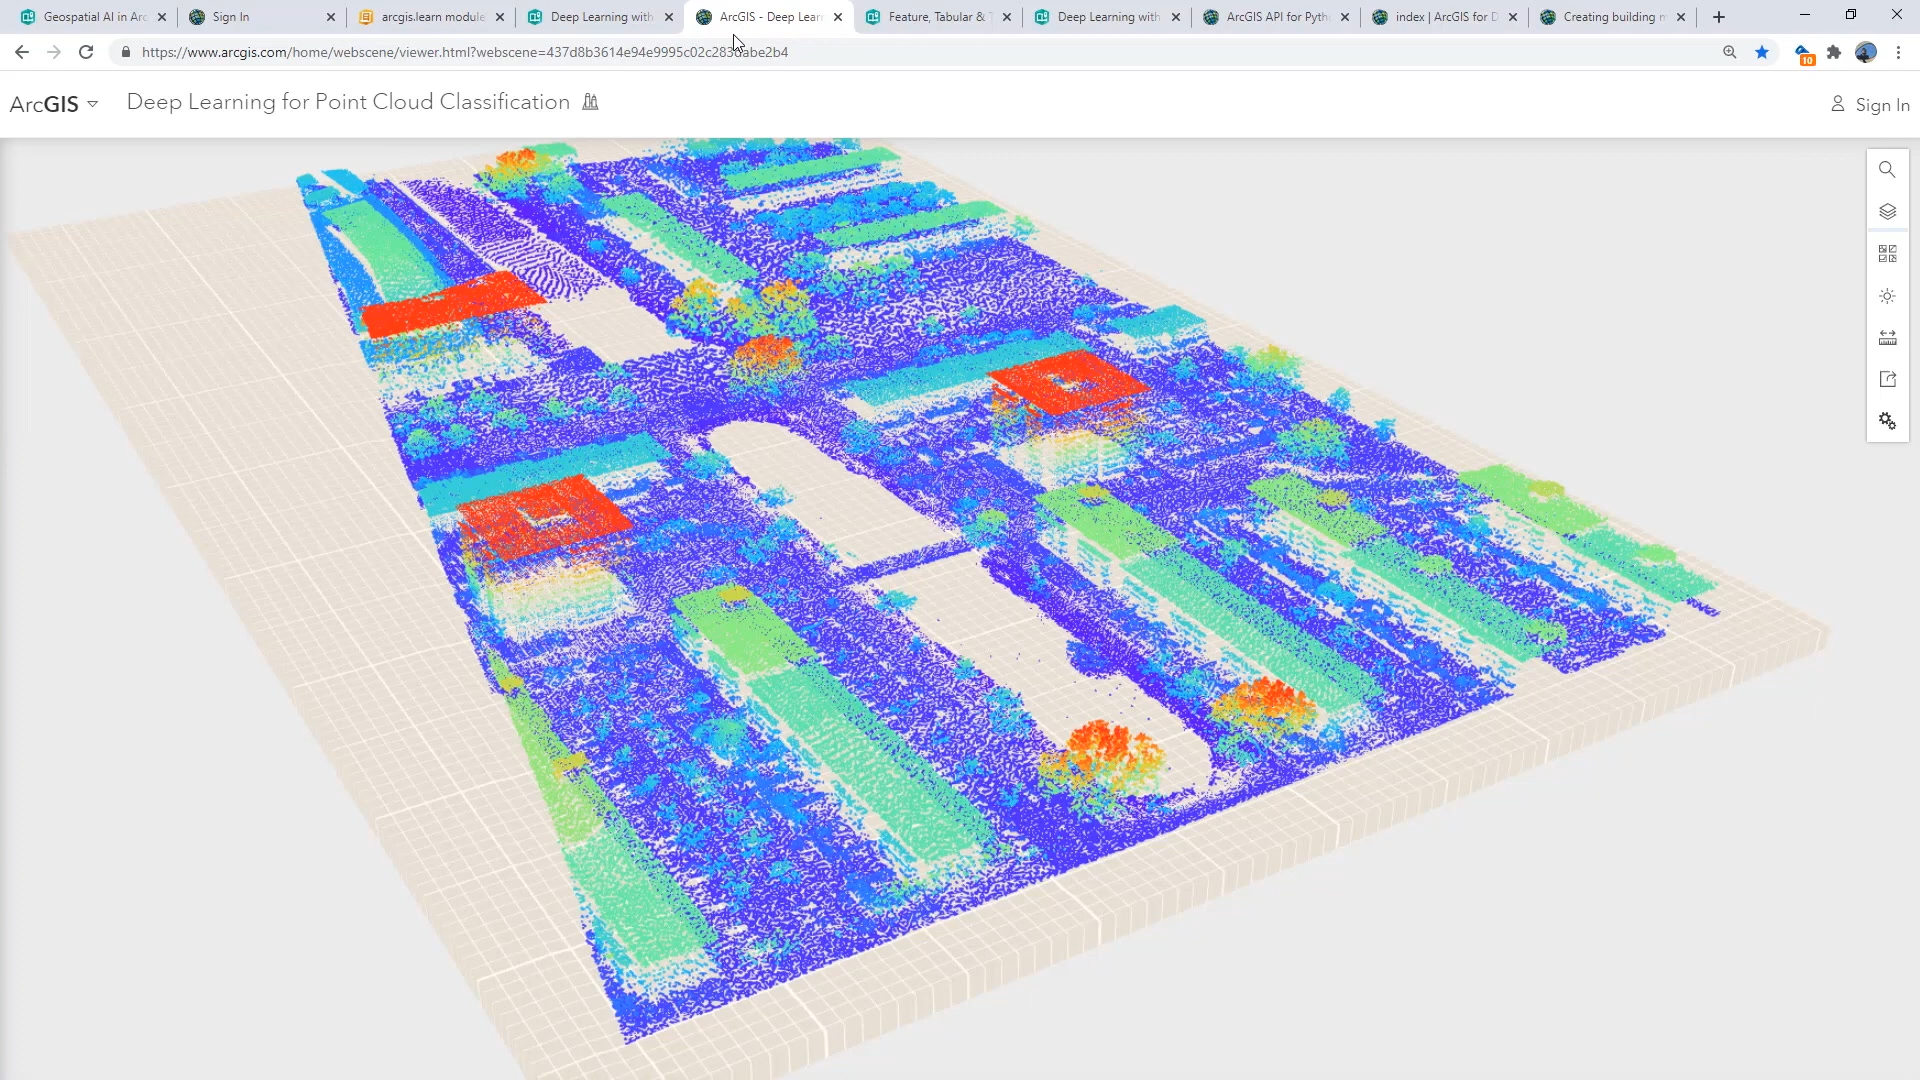 Geospatial AI in Arc
Sign In
arcgis.learn module
Deep Learning with
ArcGIS - Deep Lear
Feature, Tabular & T
Deep Learning with
ArcGIS API for Pyth
index | ArcGIS for D
Creating building m
https://www.arcgis.com/home/webscene/viewer.html?webscene=437d8b3614e94e9995c02c283dabe2b4
10
ArcGIS
Deep Learning for Point Cloud Classification
Sign In